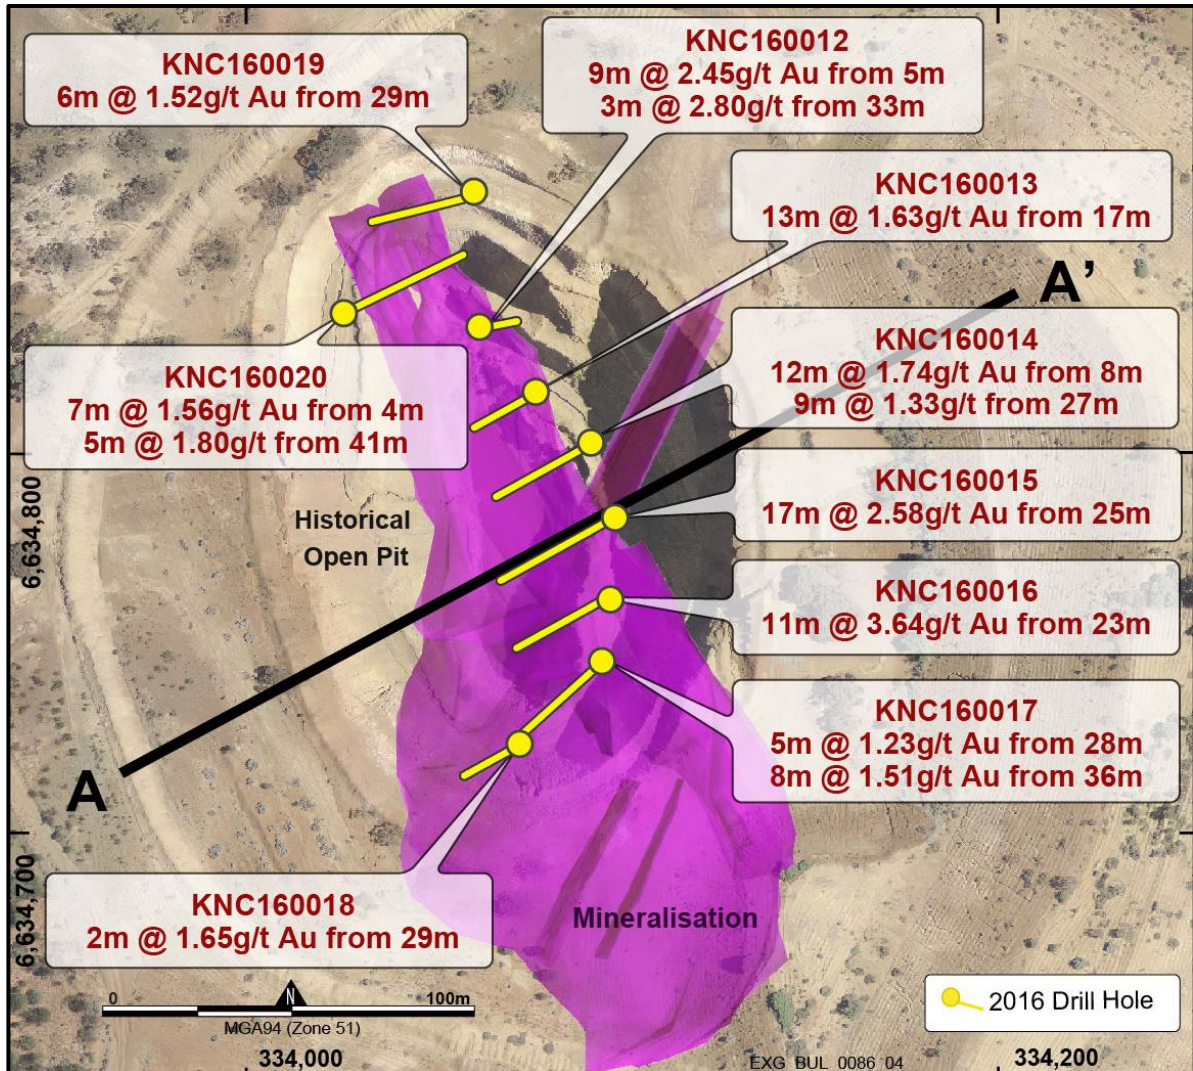 KNC160019
6m @ 1.52g/t Au from 29m
KNC160012
9m @ 2.45g/t Au from 5m
3m @ 2.80g/t from 33m
KNC160013
13m @ 1.63g/t Au from 17m
A’
KNC160014
12m @ 1.74g/t Au from 8m
9m @ 1.33g/t from 27m
KNC160020
7m @ 1.56g/t Au from 4m
5m @ 1.80g/t from 41m
KNC160015
17m @ 2.58g/t Au from 25m
6,634,800
Historical
Open Pit
KNC160016
11m @ 3.64g/t Au from 23m
KNC160017
5m @ 1.23g/t Au from 28m
8m @ 1.51g/t Au from 36m
A
6,634,700
KNC160018
2m @ 1.65g/t Au from 29m
Mineralisation
0 N 100m
MGA94 (Zone 51)
2016 Drill Hole
334,000
EXG_BUL_0086_04
334,200